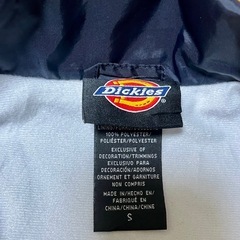 Dickies
100% POLYESTER/
POLIÉSTER/POLYESTER
EXCLUSIVE OF
DECORATION/TRIMMINGS
EXCLUSIVO PARA
DECORACIÓN/ADORNOS
ORNEMENT ET GARNITURE
NON COMPRIS
MADE IN/HECHO EN/
FABRIQUÉ EN
CHINA/CHINA/CHINE
S